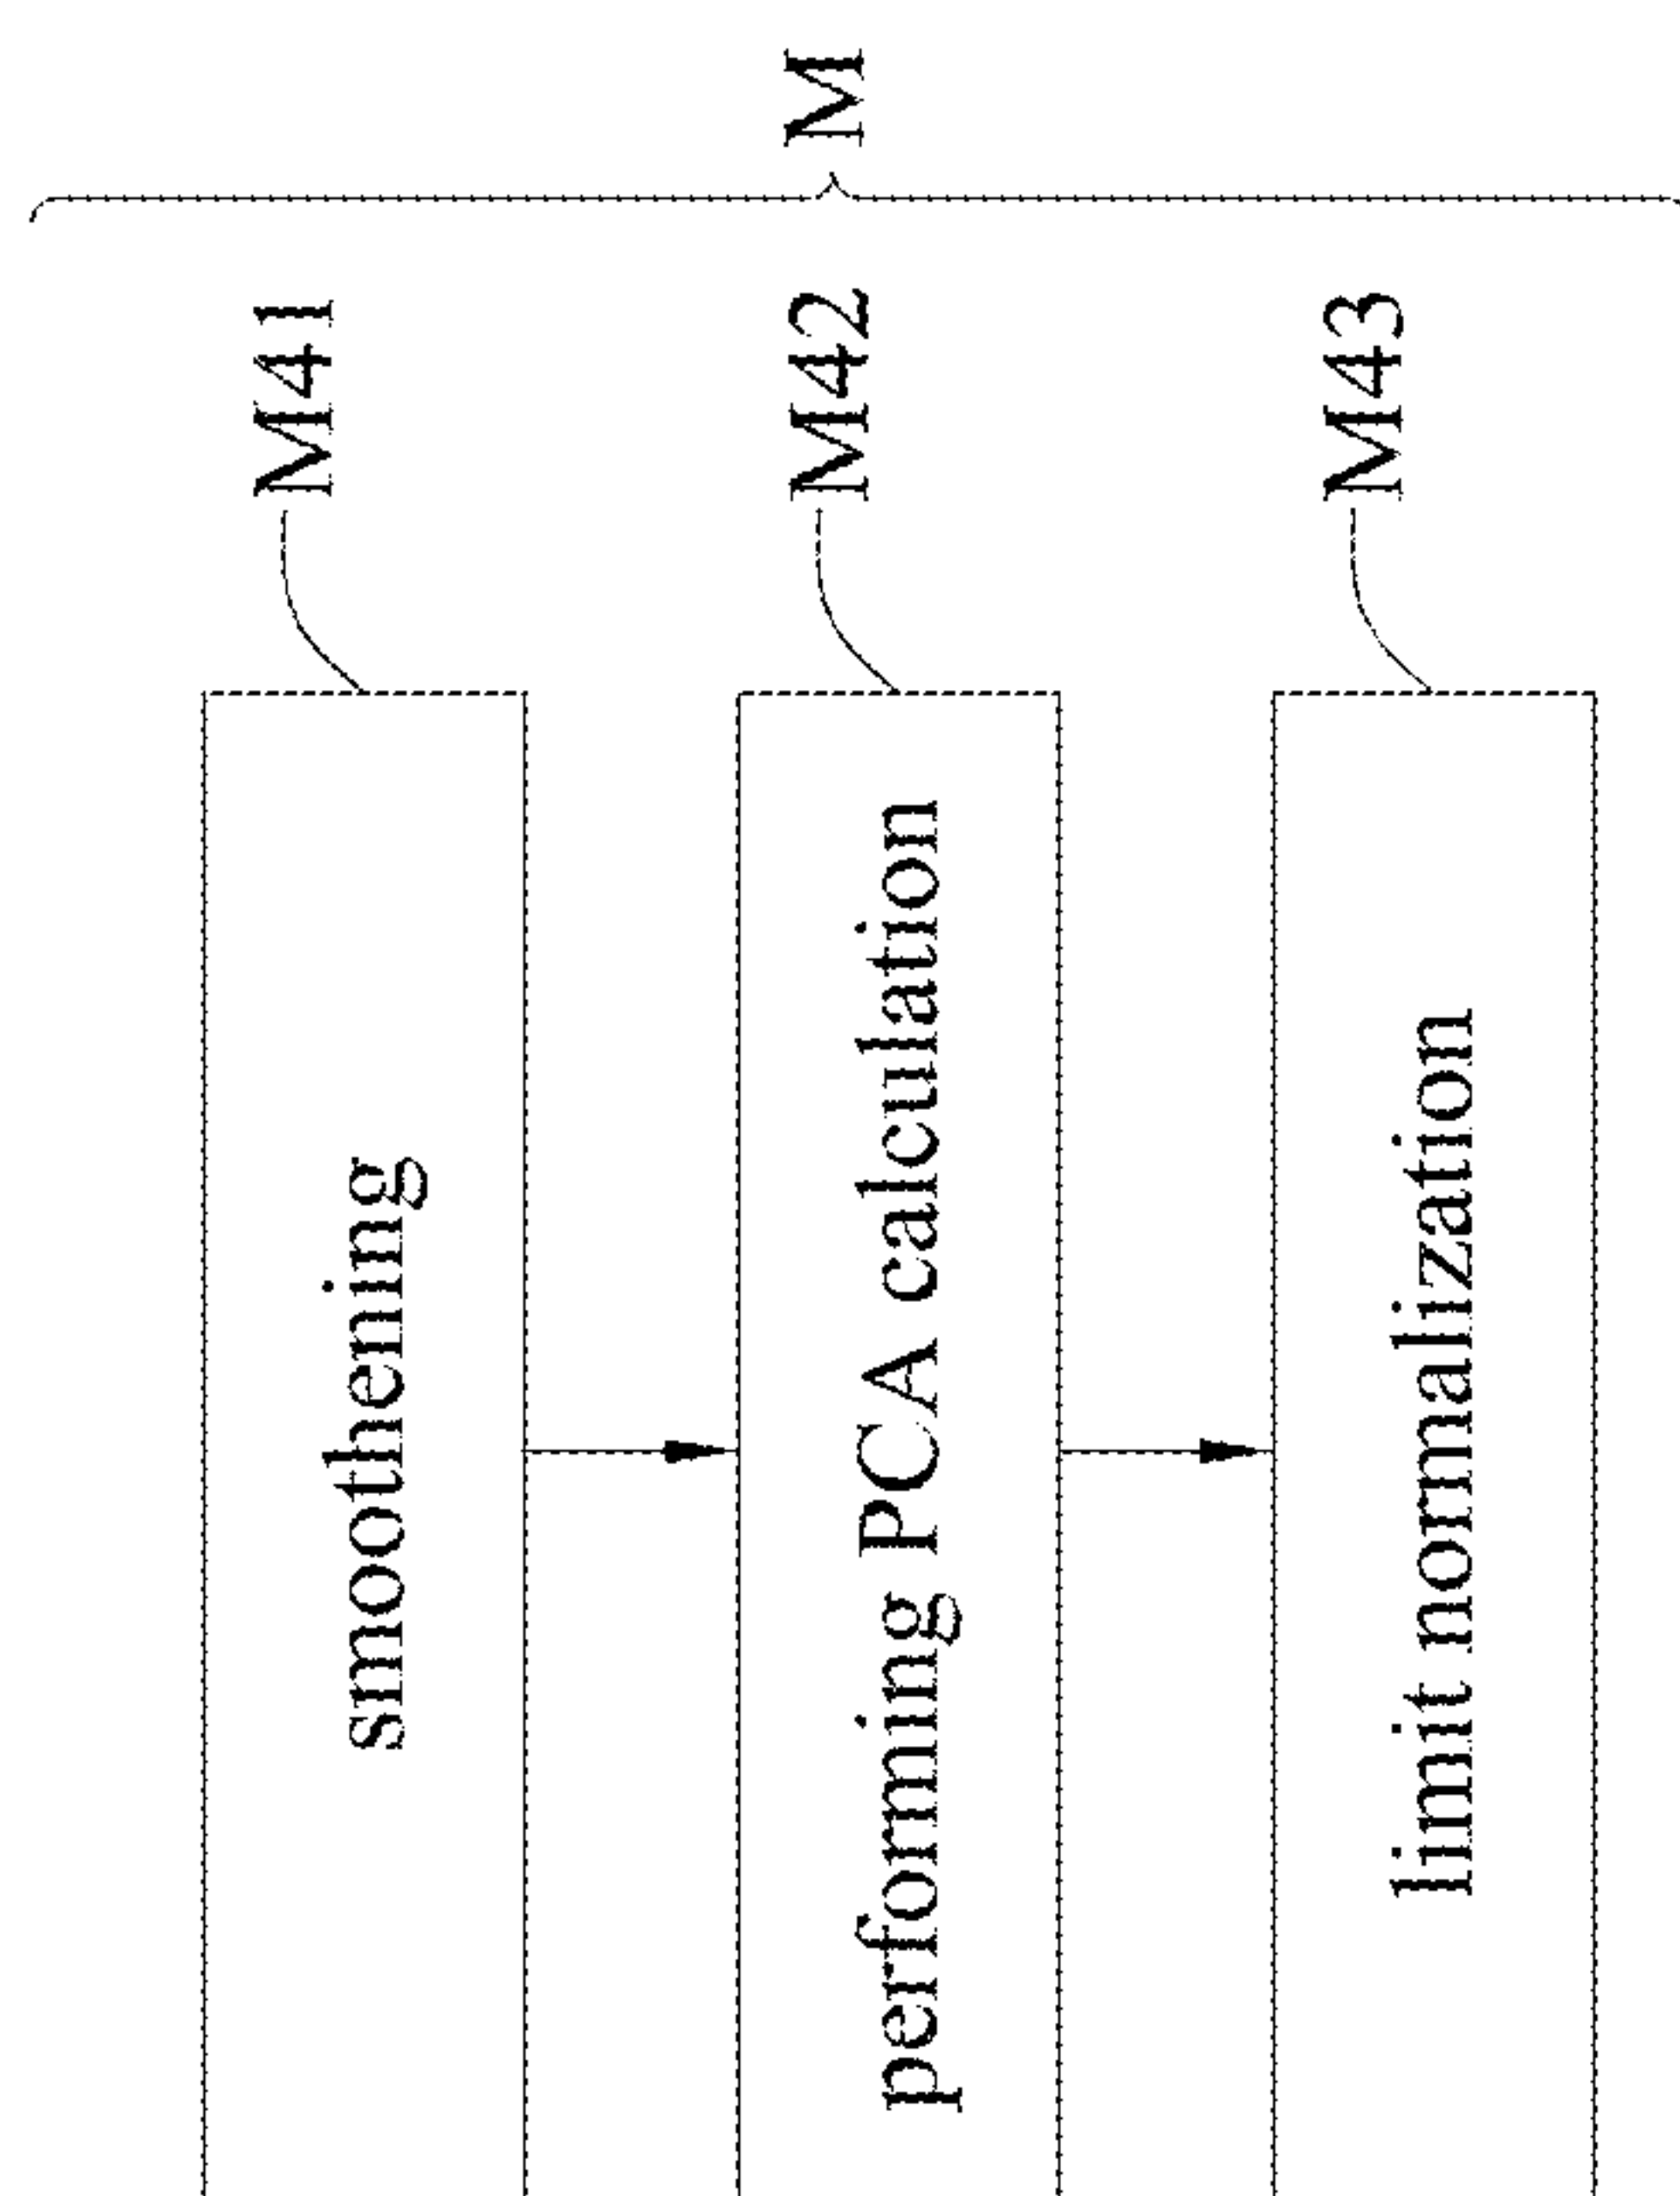 smoothening
M41
performing PCA calculation
M42
limit normalization
M43
M